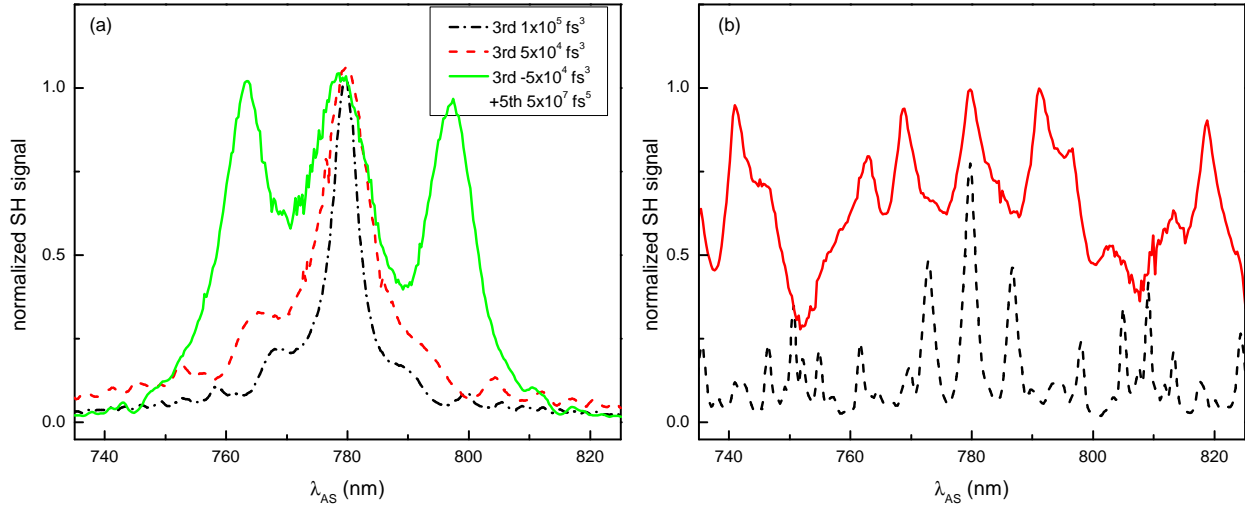 (a)
3rd 1x10⁵ fs³
3rd 5x10⁴ fs³
3rd -5x10⁴ fs³
+5th 5x10⁷ fs⁵
normalized SH signal
1.0
0.5
0.0
740 760 780 800 820
λ_AS (nm)
(b)
normalized SH signal
1.0
0.5
0.0
740 760 780 800 820
λ_AS (nm)